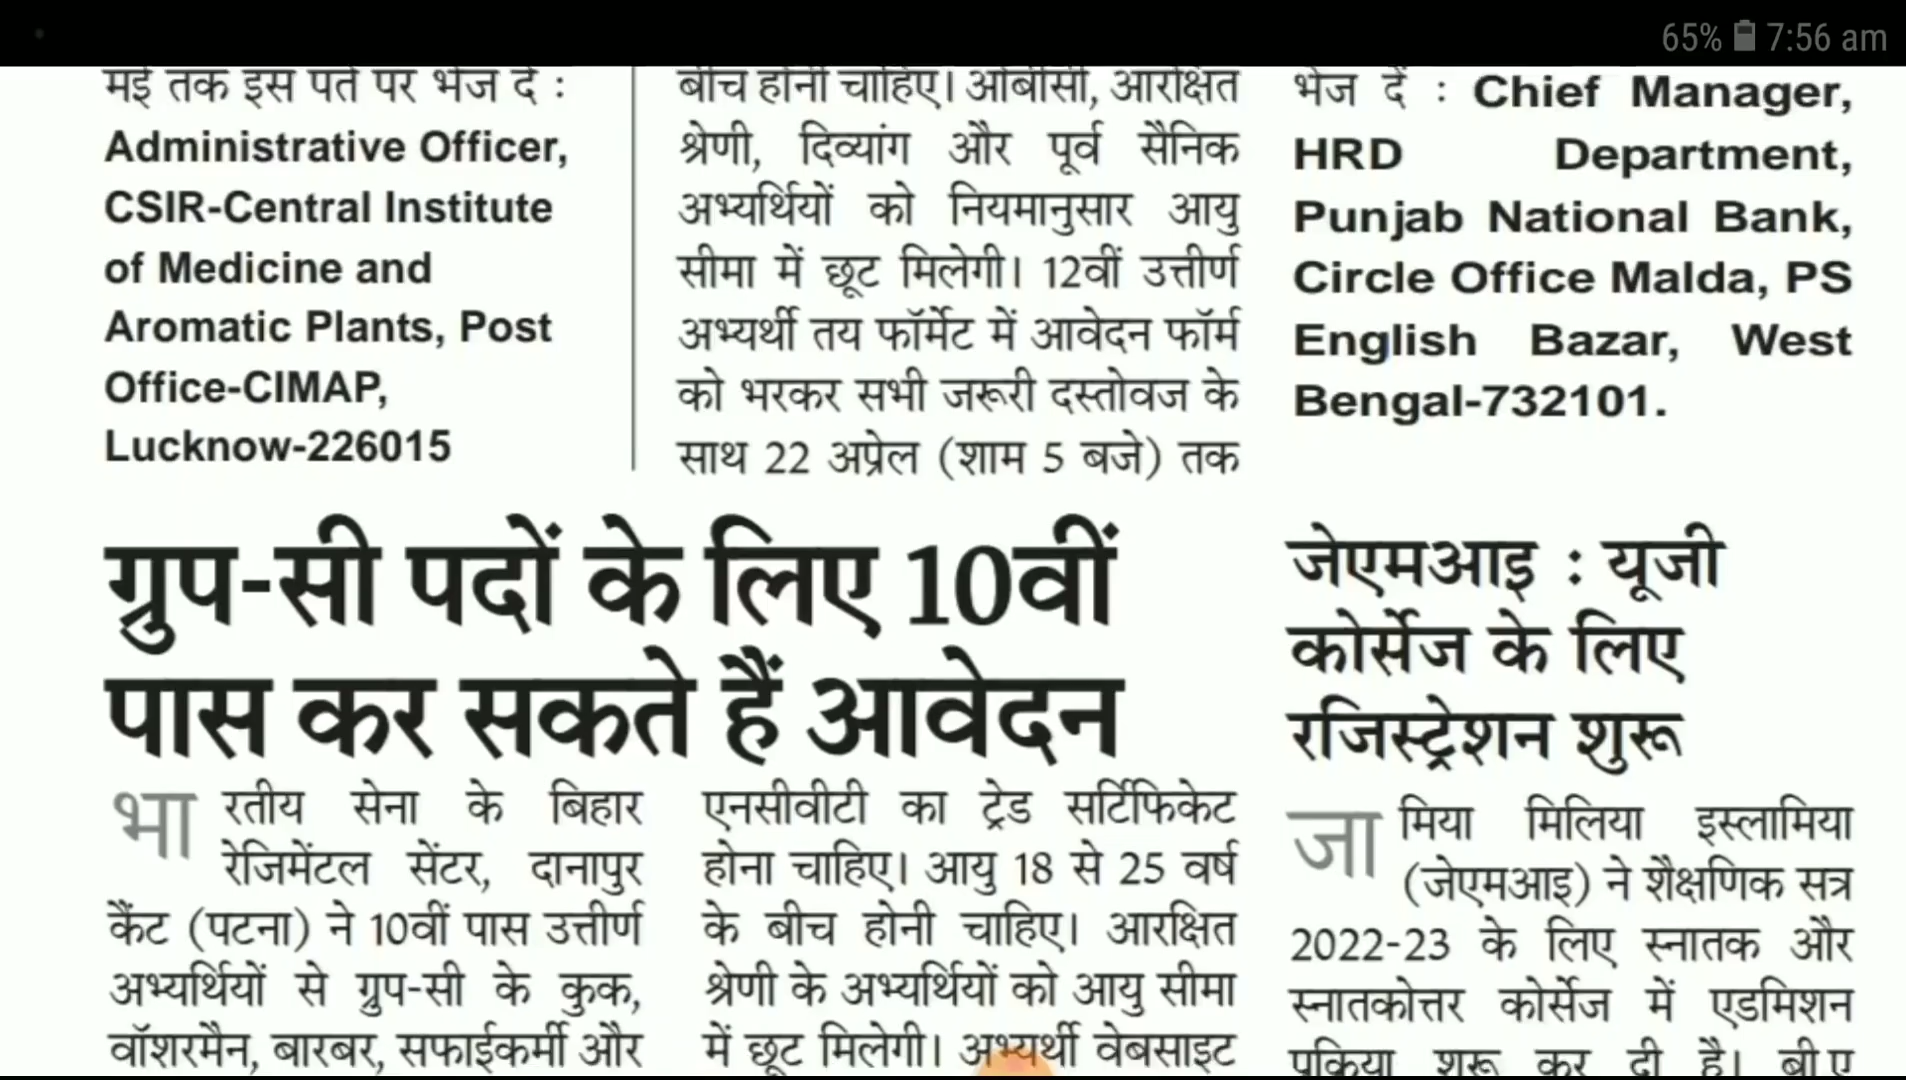 65% 7:56 am
मई तक इस पते पर भेज दें :
Administrative Officer,
CSIR-Central Institute
of Medicine and
Aromatic Plants, Post
Office-CIMAP,
Lucknow-226015
बीच होनी चाहिए। ओबीसी, आरक्षित
श्रेणी, दिव्यांग और पूर्व सैनिक
अभ्यर्थियों को नियमानुसार आयु
सीमा में छूट मिलेगी। 12वीं उत्तीर्ण
अभ्यर्थी तय फॉर्मेट में आवेदन फॉर्म
को भरकर सभी जरूरी दस्तोवज के
साथ 22 अप्रेल (शाम 5 बजे) तक
भेज दें : Chief Manager,
HRD Department,
Punjab National Bank,
Circle Office Malda, PS
English Bazar, West
Bengal-732101.
ग्रुप-सी पदों के लिए 10वीं
पास कर सकते हैं आवेदन
भारतीय सेना के बिहार
रेजिमेंटल सेंटर, दानापुर
कैंट (पटना) ने 10वीं पास उत्तीर्ण
अभ्यर्थियों से ग्रुप-सी के कुक,
वॉशरमैन, बारबर, सफाईकर्मी और
एनसीवीटी का ट्रेड सर्टिफिकेट
होना चाहिए। आयु 18 से 25 वर्ष
के बीच होनी चाहिए। आरक्षित
श्रेणी के अभ्यर्थियों को आयु सीमा
में छूट मिलेगी। अभ्यर्थी वेबसाइट
जेएमआइ : यूजी
कोर्सेज के लिए
रजिस्ट्रेशन शुरू
जामिया मिलिया इस्लामिया
(जेएमआइ) ने शैक्षणिक सत्र
2022-23 के लिए स्नातक और
स्नातकोत्तर कोर्सेज में एडमिशन
प्रक्रिया शुरू कर दी है। बीए